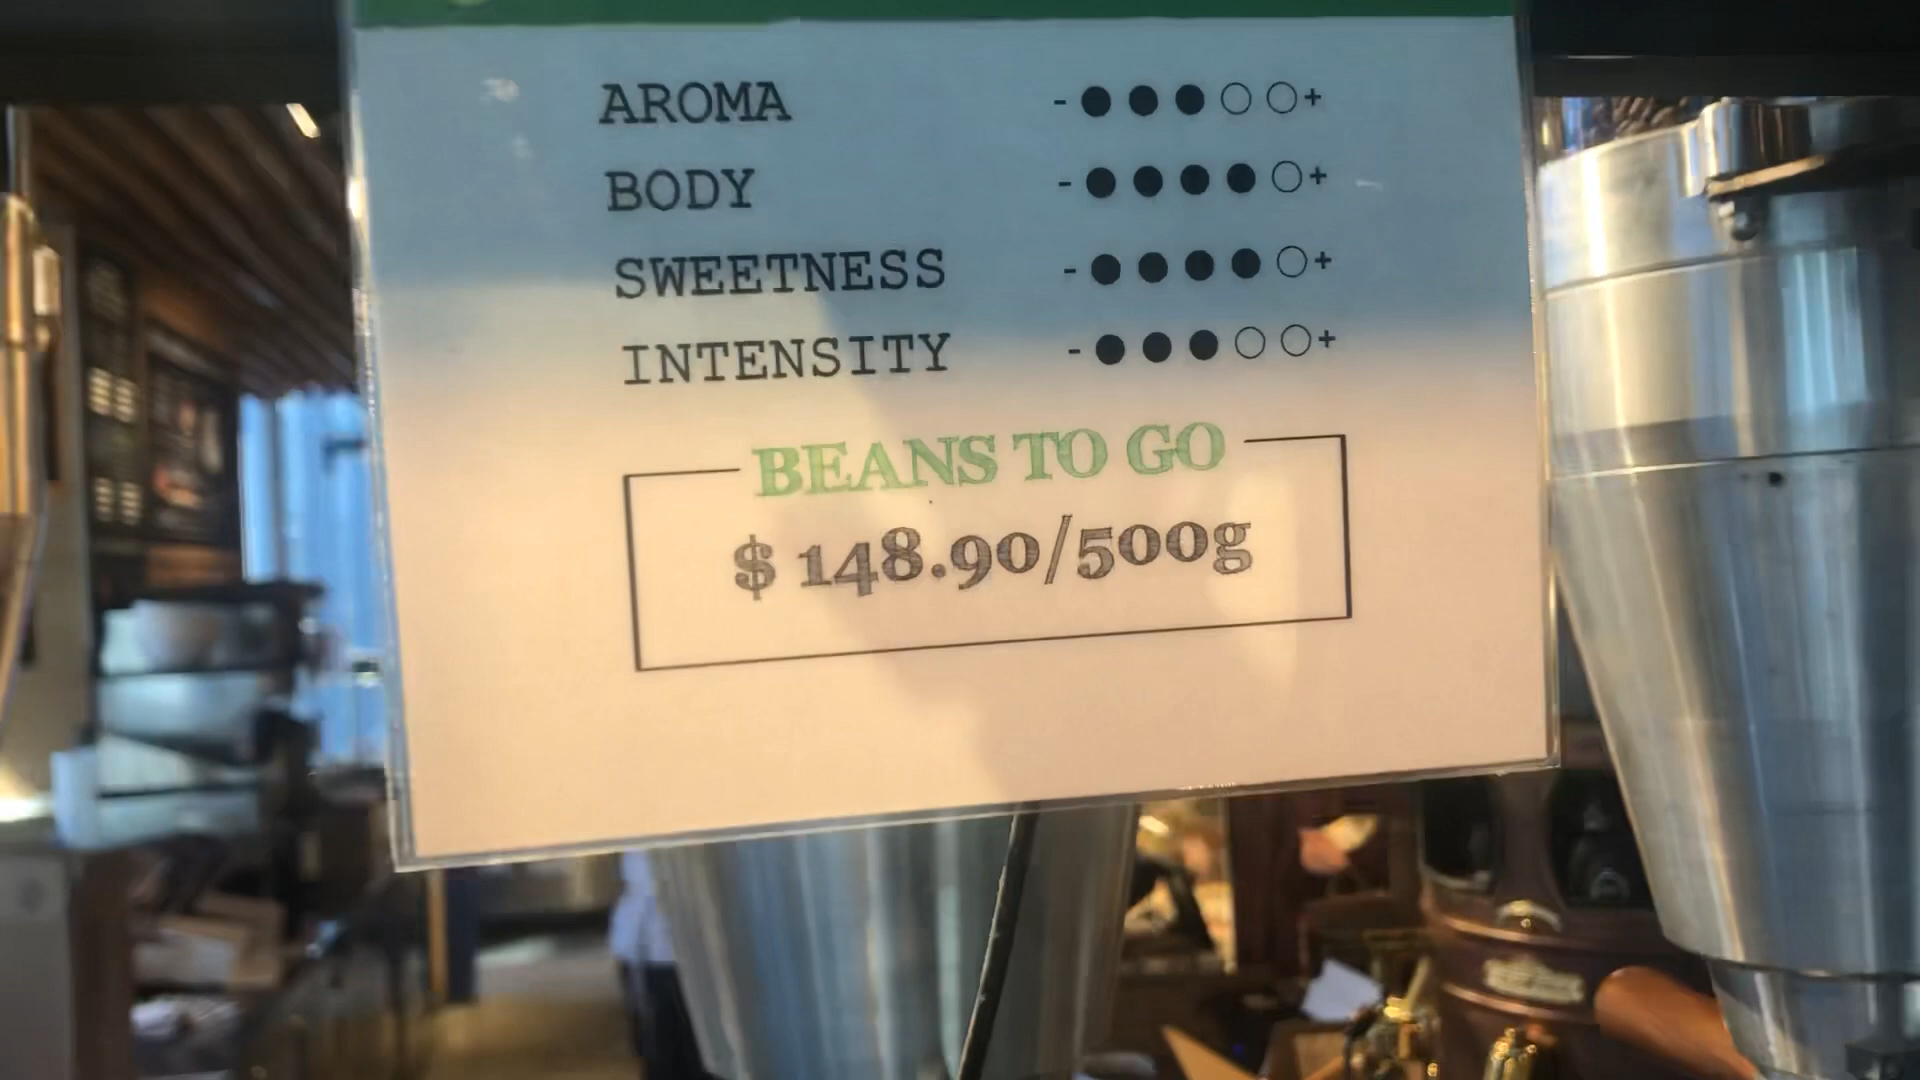 AROMA -●●●○○+
BODY -●●●●○+
SWEETNESS -●●●●○+
INTENSITY -●●●○○+
BEANS TO GO
$ 148.90/500g